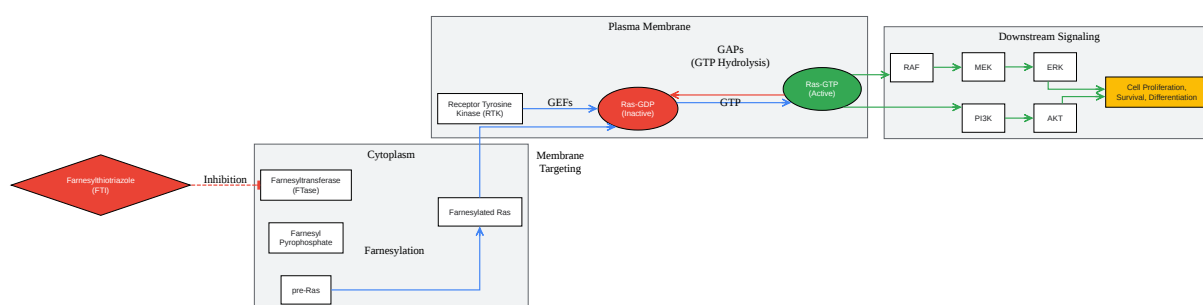 Plasma Membrane
GAPs
(GTP Hydrolysis)
Receptor Tyrosine
Kinase (RTK)
GEFs
Ras-GDP
(Inactive)
GTP
Ras-GTP
(Active)
Downstream Signaling
RAF
MEK
ERK
PI3K
AKT
Cell Proliferation,
Survival, Differentiation
Cytoplasm
Membrane
Targeting
Farnesylthiotriazole
(FTI)
Inhibition
Farnesyltransferase
(FTase)
Farnesyl
Pyrophosphate
Farnesylation
Farnesylated Ras
pre-Ras